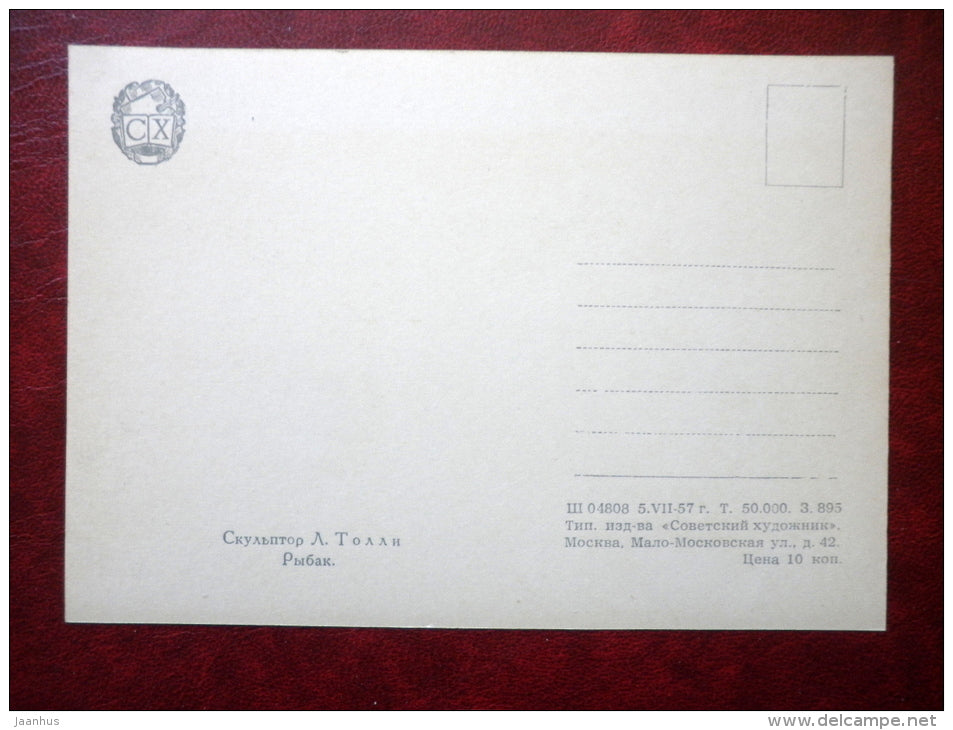 СХ
Скульптор Л. Толли
Рыбак.
Ш 04808 5.VII-57 г. Т. 50.000. З. 895
Тип. изд-ва «Советский художник».
Москва, Мало-Московская ул., д. 42.
Цена 10 коп.
jaanhus
www.delcampe.net